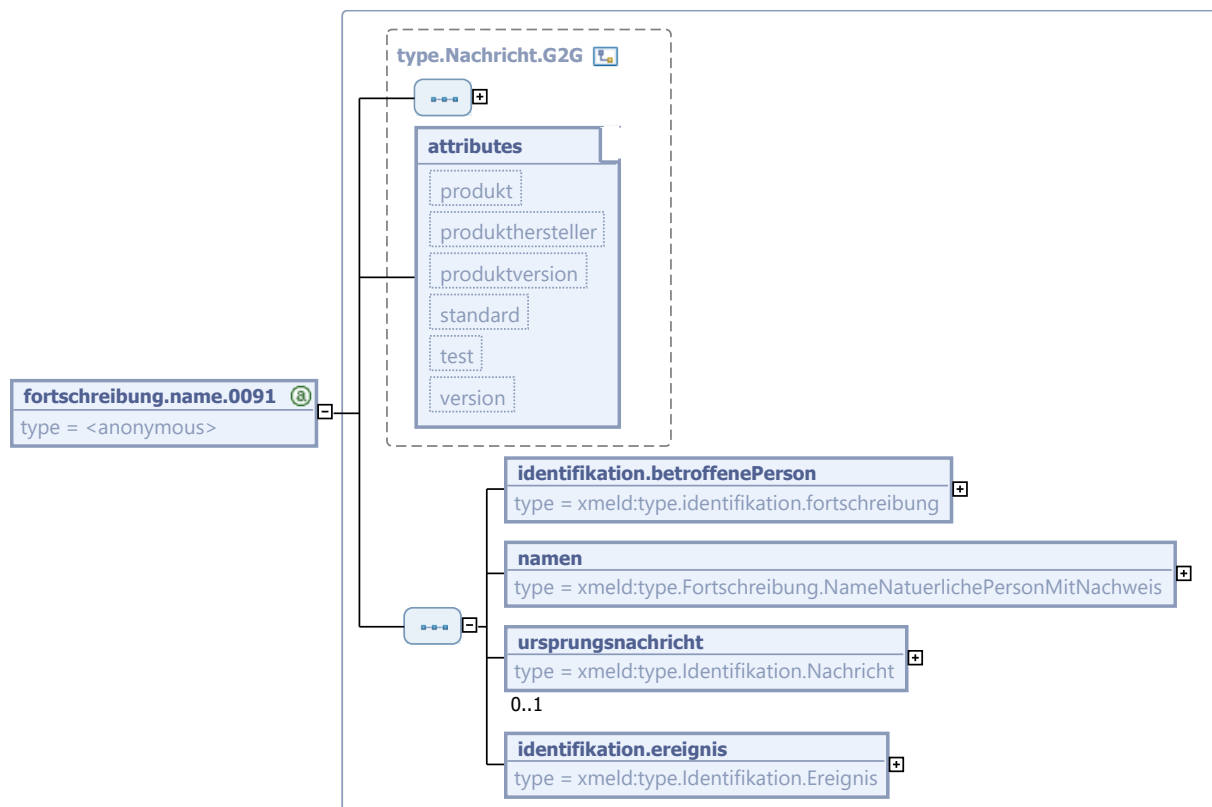 type.Nachricht.G2G
attributes
produkt
produkthersteller
produktversion
standard
test
version
fortschreibung.name.0091 a
type = <anonymous>
identifikation.betroffenePerson
type = xmeld:type.identifikation.fortschreibung
namen
type = xmeld:type.Fortschreibung.NameNatuerlichePersonMitNachweis
ursprungsnachricht
type = xmeld:type.Identifikation.Nachricht
0..1
identifikation.ereignis
type = xmeld:type.Identifikation.Ereignis